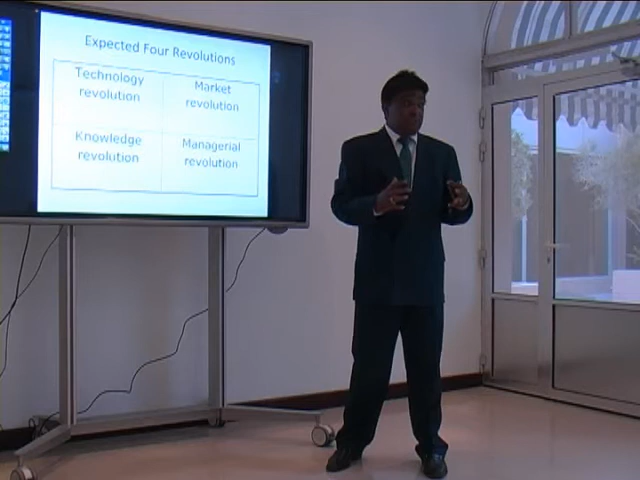 Expected Four Revolutions
Technology
revolution
Market
revolution
Knowledge
revolution
Managerial
revolution